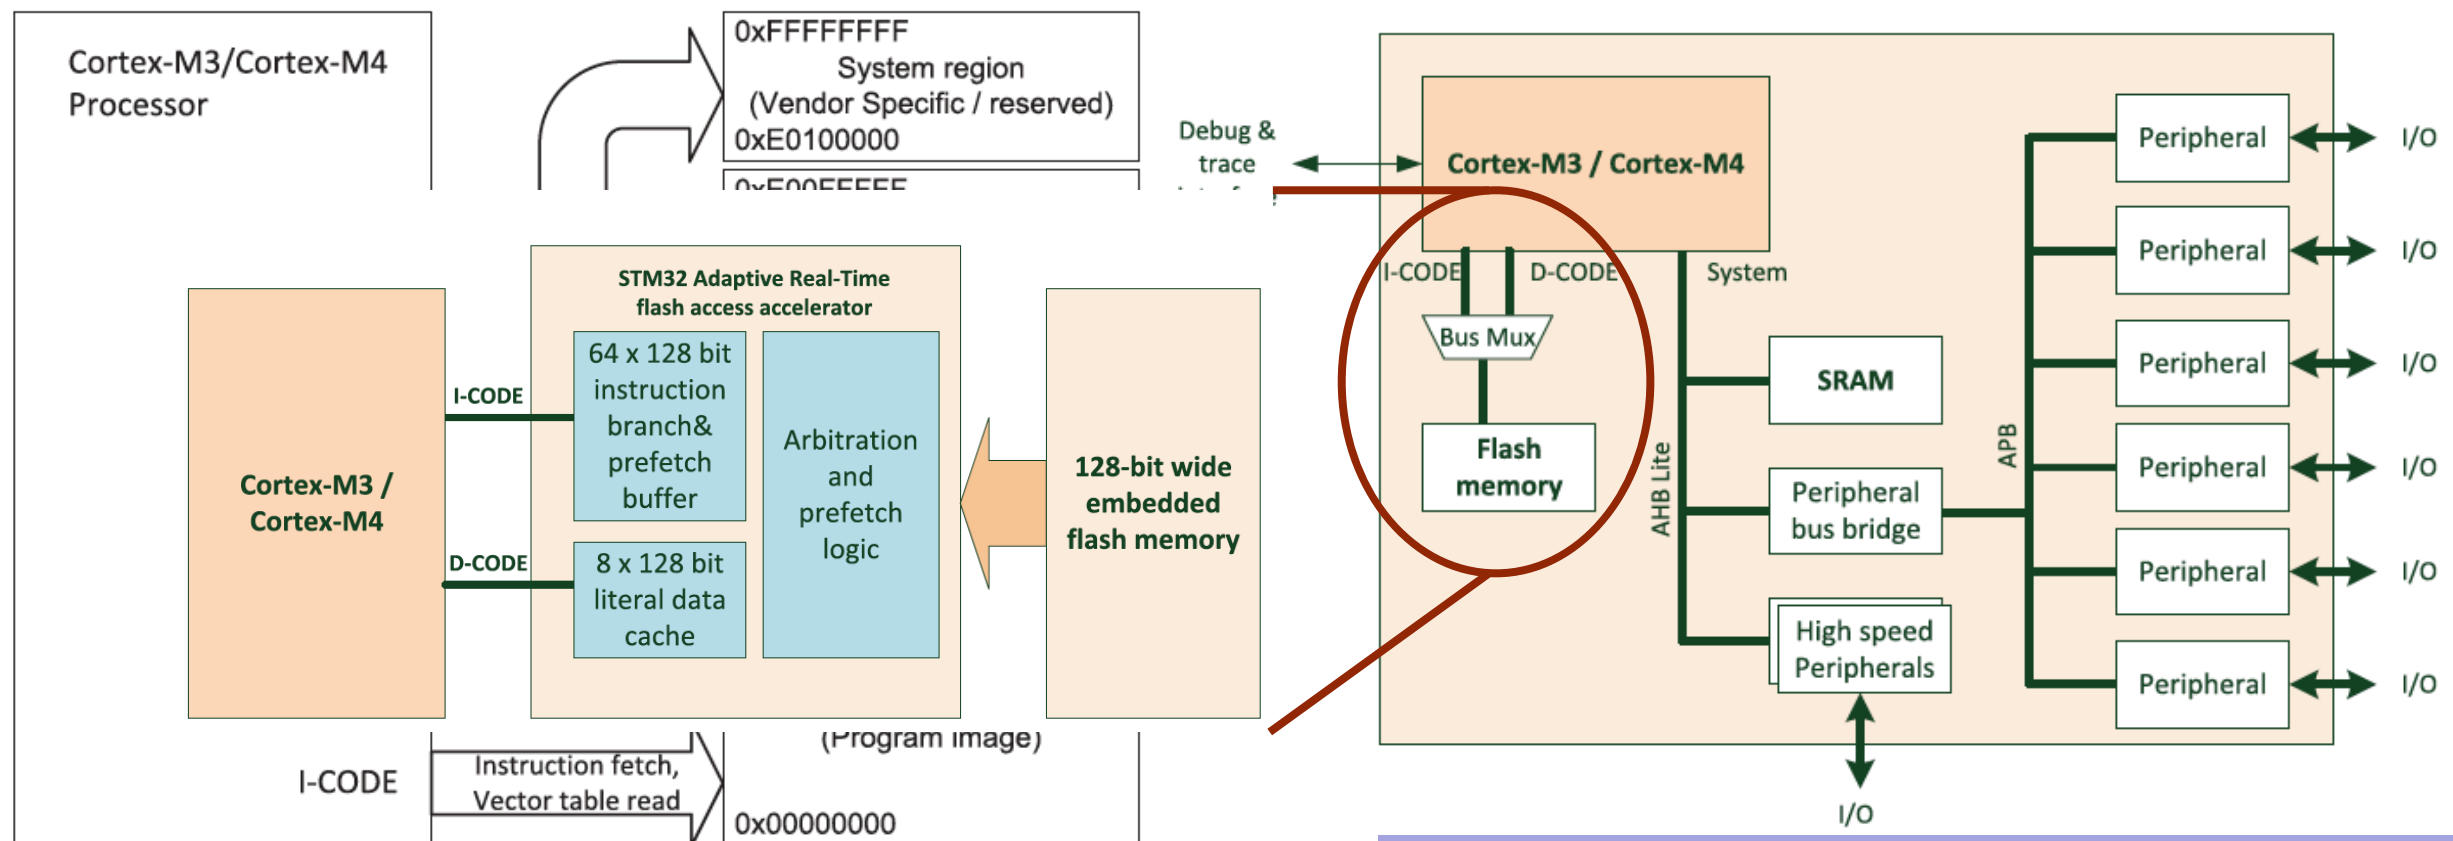 Cortex-M3/Cortex-M4
Processor
0xFFFFFFFF
System region
(Vendor Specific / reserved)
0xE0100000
STM32 Adaptive Real-Time
flash access accelerator
Cortex-M3 /
Cortex-M4
I-CODE
D-CODE
64 x 128 bit
instruction
branch&
prefetch
buffer
8 x 128 bit
literal data
cache
Arbitration
and
prefetch
logic
128-bit wide
embedded
flash memory
(Program image)
I-CODE
Instruction fetch,
Vector table read
0x00000000
Debug &
trace
Cortex-M3 / Cortex-M4
I-CODE
D-CODE
System
Bus Mux
Flash
memory
AHB Lite
SRAM
Peripheral
bus bridge
High speed
Peripherals
I/O
APB
Peripheral
I/O
Peripheral
I/O
Peripheral
I/O
Peripheral
I/O
Peripheral
I/O
Peripheral
I/O